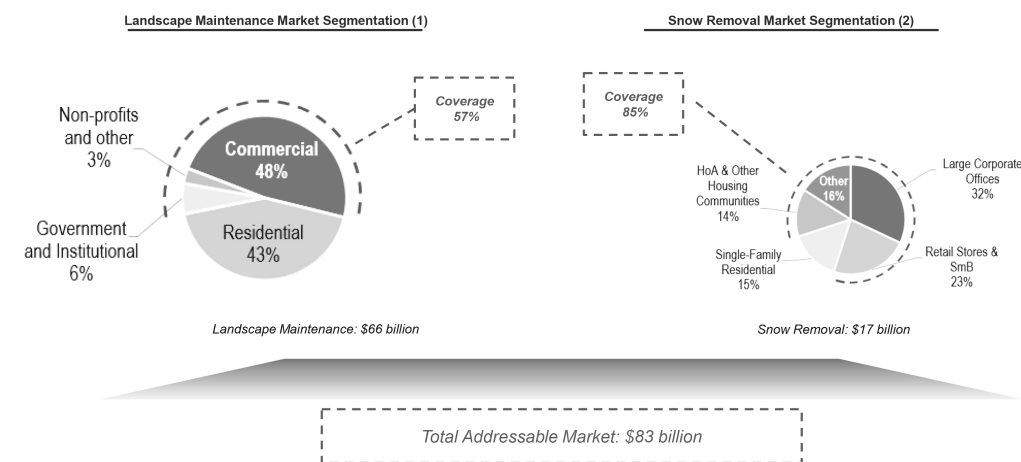 Landscape Maintenance Market Segmentation (1)
Snow Removal Market Segmentation (2)
Coverage
57%
Non-profits
and other
3%
Commercial
48%
Government
and Institutional
6%
Residential
43%
Landscape Maintenance: $66 billion
Coverage
85%
HoA & Other
Housing
Communities
14%
Other
16%
Large Corporate
Offices
32%
Single-Family
Residential
15%
Retail Stores &
SmB
23%
Snow Removal: $17 billion
Total Addressable Market: $83 billion